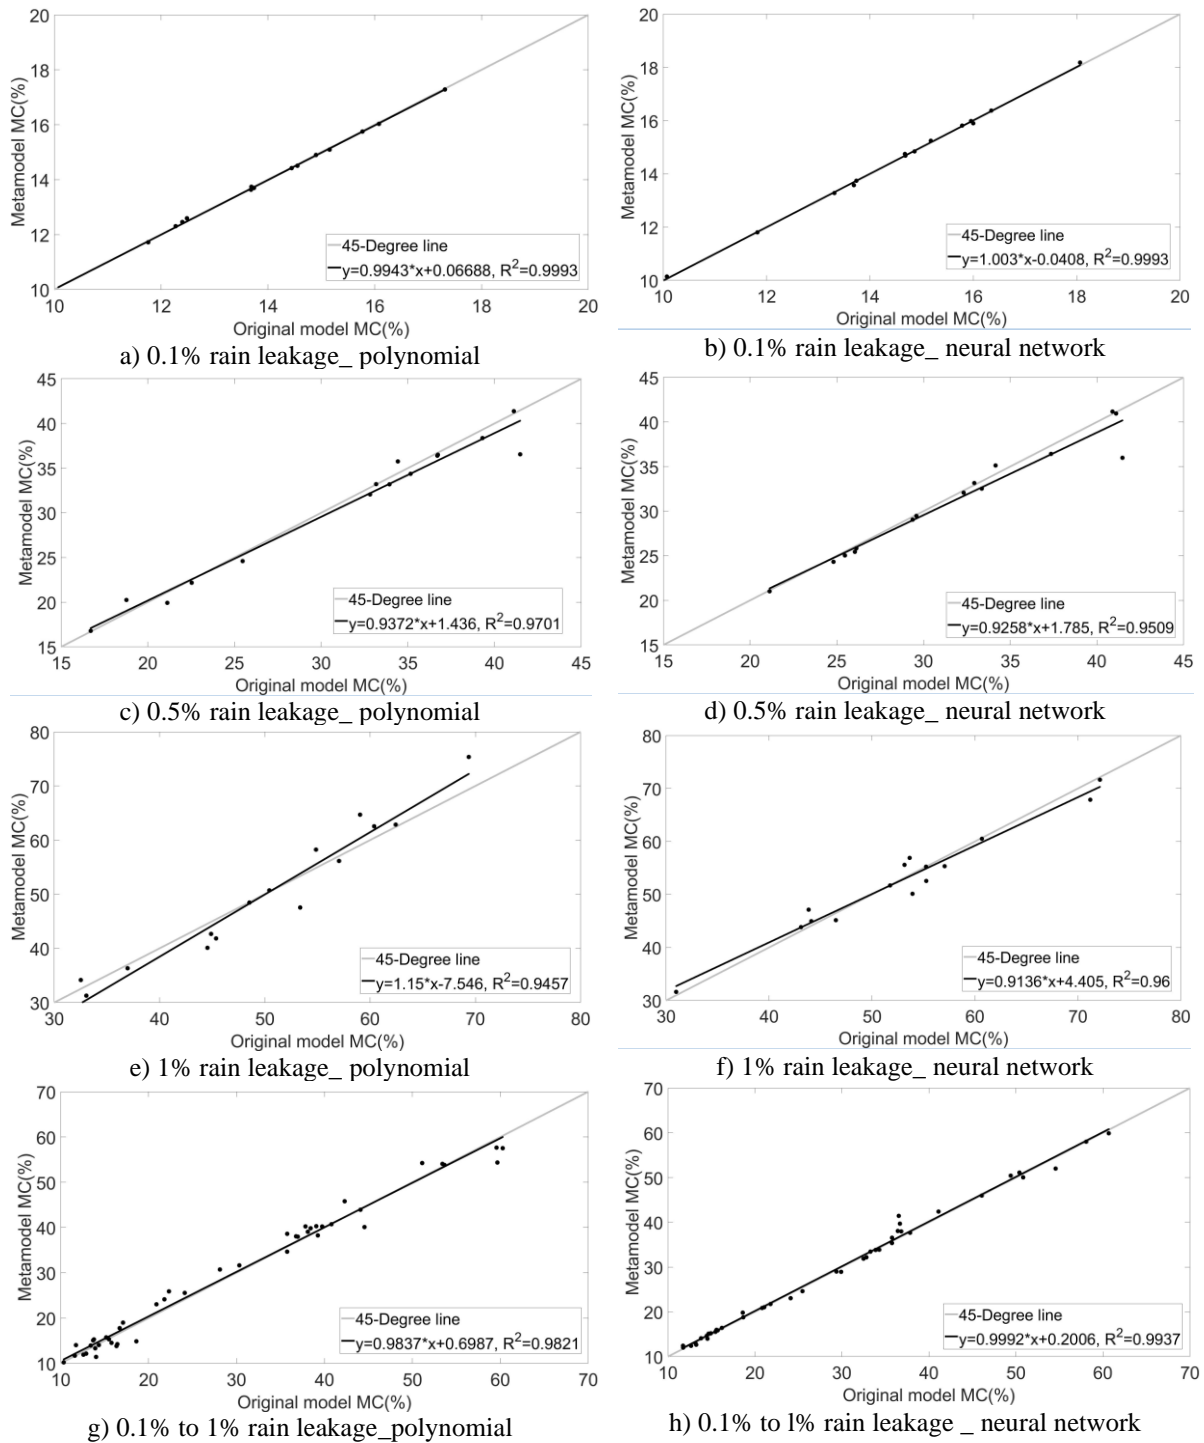 20
18
16
14
12
10
Metamodel MC(%)
45-Degree line
y=0.9943*x+0.06688, R²=0.9993
10 12 14 16 18 20
Original model MC(%)
a) 0.1% rain leakage_ polynomial
20
18
16
14
12
10
Metamodel MC(%)
45-Degree line
y=1.003*x-0.0408, R²=0.9993
10 12 14 16 18 20
Original model MC(%)
b) 0.1% rain leakage_ neural network
45
40
35
30
25
20
15
Metamodel MC(%)
45-Degree line
y=0.9372*x+1.436, R²=0.9701
15 20 25 30 35 40 45
Original model MC(%)
c) 0.5% rain leakage_ polynomial
45
40
35
30
25
20
15
Metamodel MC(%)
45-Degree line
y=0.9258*x+1.785, R²=0.9509
15 20 25 30 35 40 45
Original model MC(%)
d) 0.5% rain leakage_ neural network
80
70
60
50
40
30
Metamodel MC(%)
45-Degree line
y=1.15*x-7.546, R²=0.9457
30 40 50 60 70 80
Original model MC(%)
e) 1% rain leakage_ polynomial
80
70
60
50
40
30
Metamodel MC(%)
45-Degree line
y=0.9136*x+4.405, R²=0.96
30 40 50 60 70 80
Original model MC(%)
f) 1% rain leakage_ neural network
70
60
50
40
30
20
10
Metamodel MC(%)
45-Degree line
y=0.9837*x+0.6987, R²=0.9821
10 20 30 40 50 60 70
Original model MC(%)
g) 0.1% to 1% rain leakage_polynomial
70
60
50
40
30
20
10
Metamodel MC(%)
45-Degree line
y=0.9992*x+0.2006, R²=0.9937
10 20 30 40 50 60 70
Original model MC(%)
h) 0.1% to l% rain leakage _ neural network